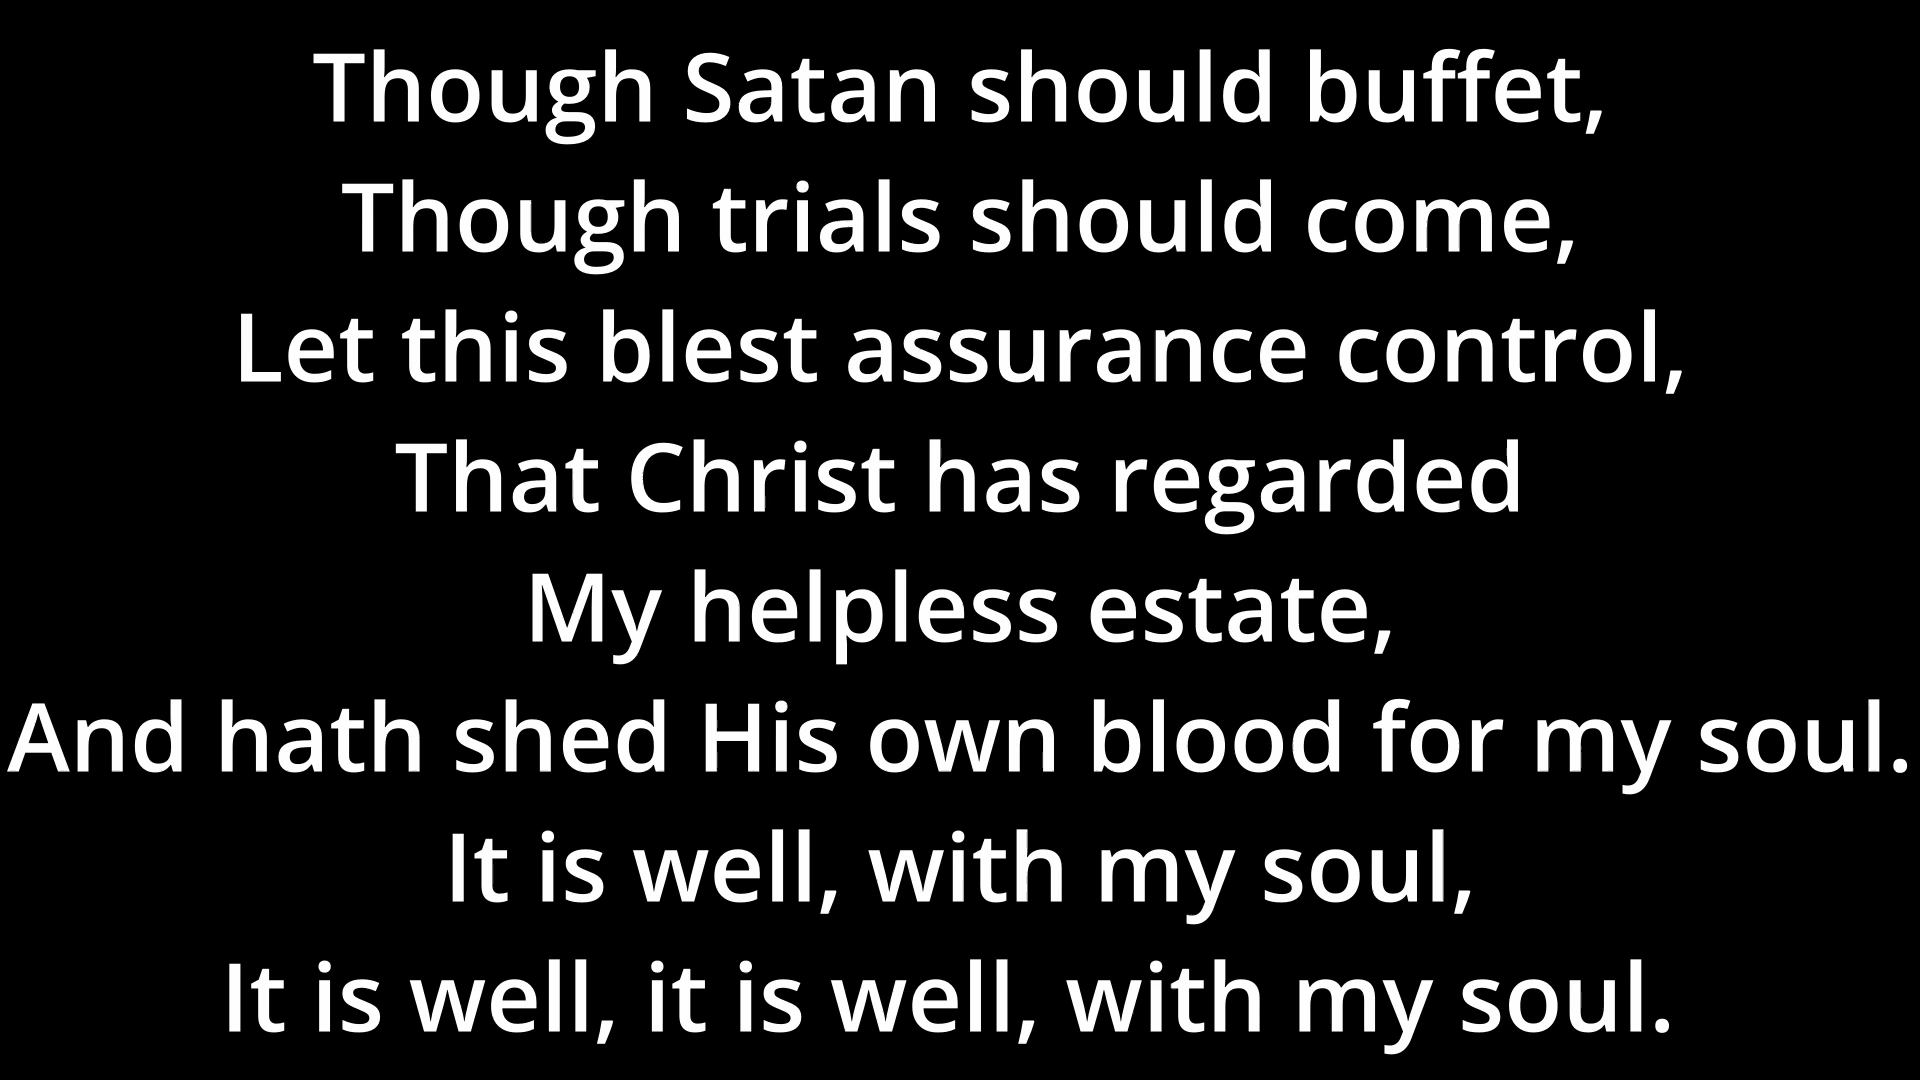 Though Satan should buffet,
Though trials should come,
Let this blest assurance control,
That Christ has regarded
My helpless estate,
And hath shed His own blood for my soul.
It is well, with my soul,
It is well, it is well, with my soul.